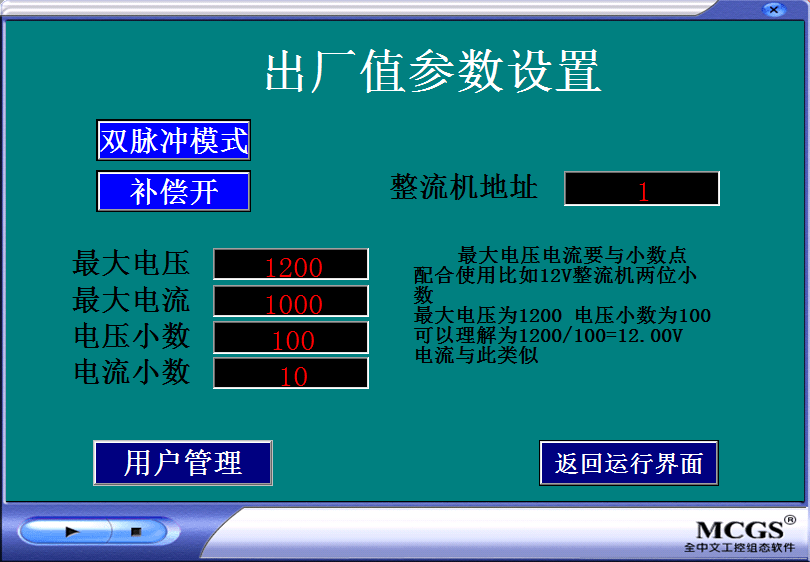 出厂值参数设置
双脉冲模式
补偿开
整流机地址 1
最大电压 1200
最大电流 1000
电压小数 100
电流小数 10
最大电压电流要与小数点
配合使用比如12V整流机两位小
数
最大电压为1200 电压小数为100
可以理解为1200/100=12.00V
电流与此类似
用户管理
返回运行界面
MCGS®
全中文工控组态软件